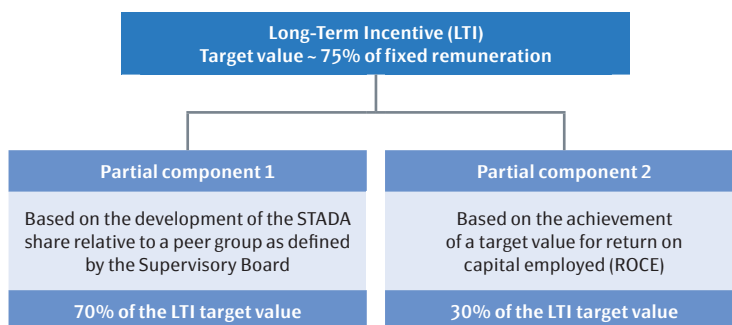 Long-Term Incentive (LTI)
Target value ~ 75% of fixed remuneration
Partial component 1
Based on the development of the STADA
share relative to a peer group as defined
by the Supervisory Board
70% of the LTI target value
Partial component 2
Based on the achievement
of a target value for return on
capital employed (ROCE)
30% of the LTI target value